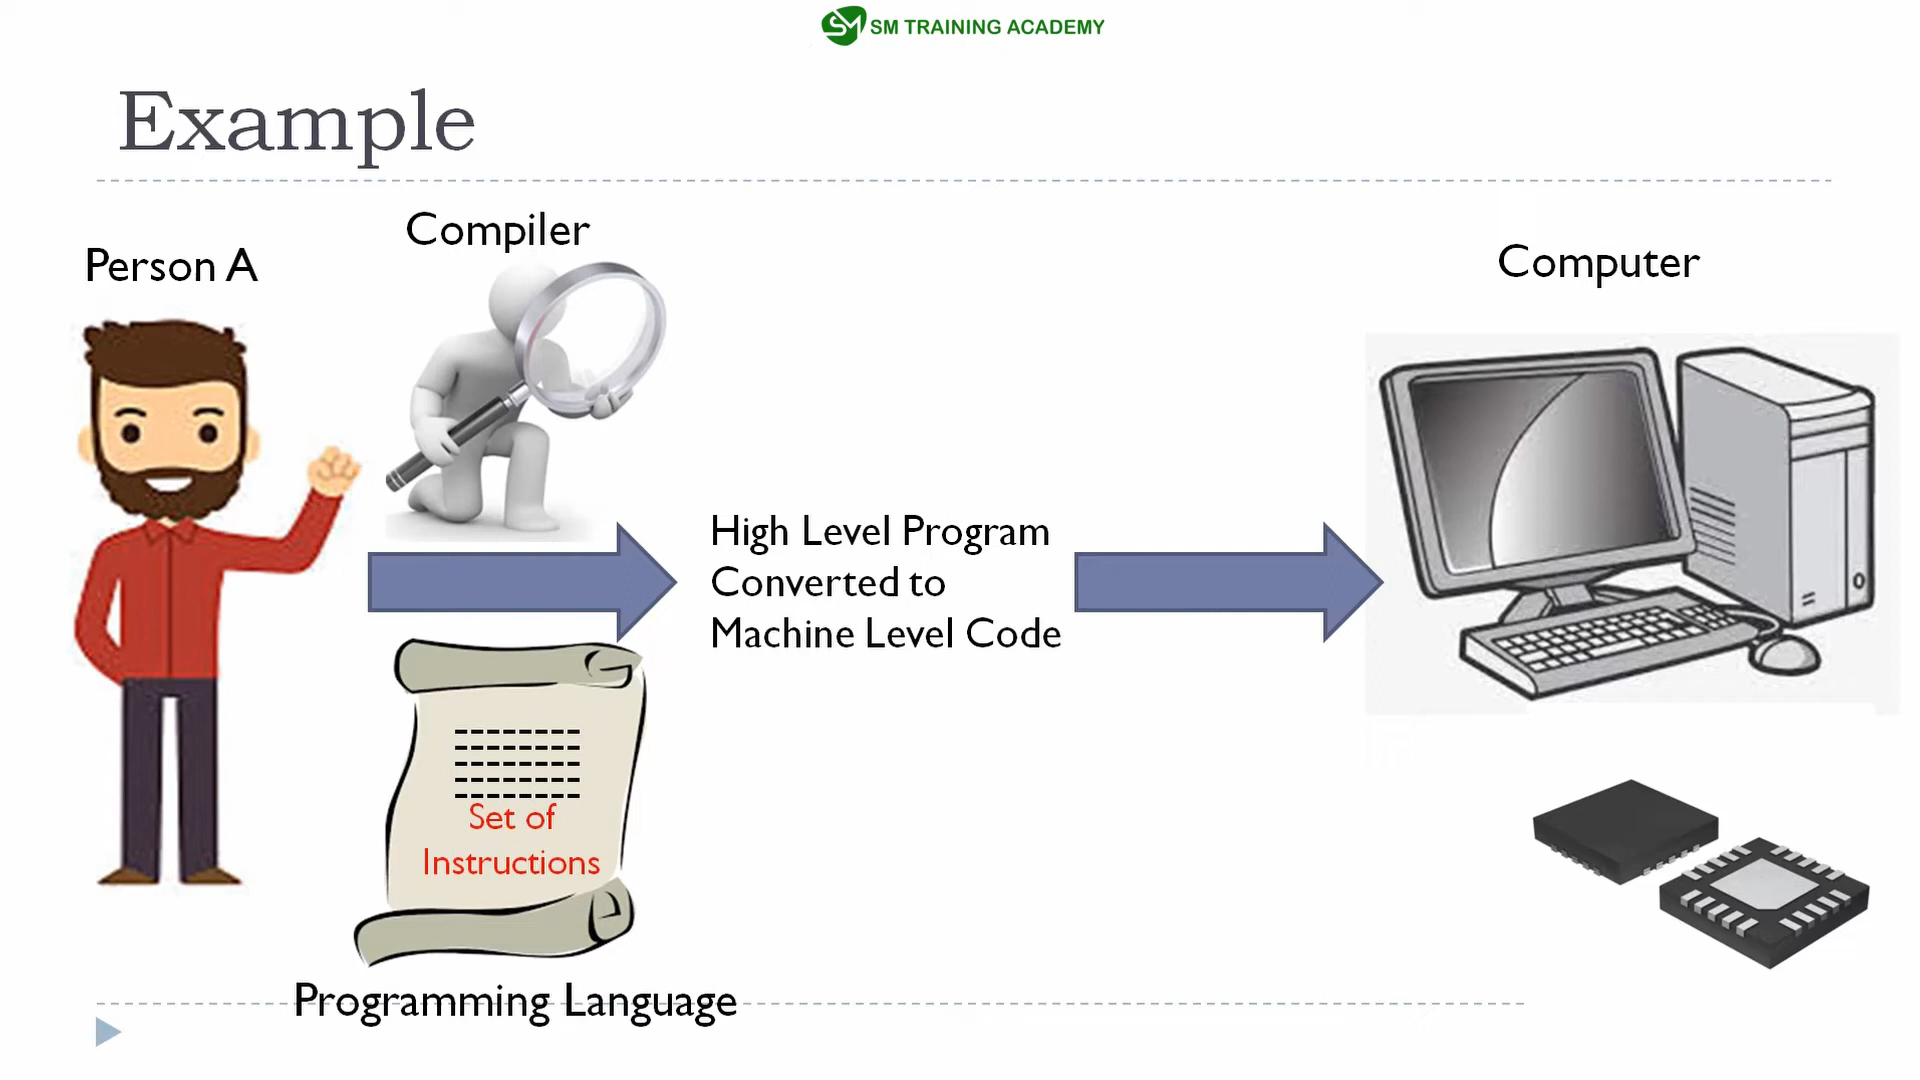 SM TRAINING ACADEMY
Example
Compiler
Person A
Computer
High Level Program
Converted to
Machine Level Code
Set of
Instructions
Programming Language